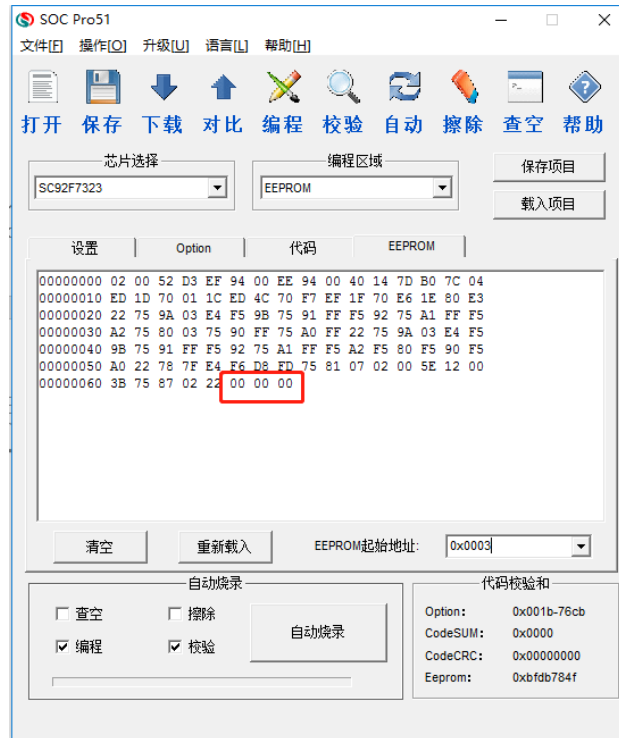 SOC Pro51
文件[F] 操作[O] 升级[U] 语言[L] 帮助[H]
打开 保存 下载 对比 编程 校验 自动 擦除 查空 帮助
芯片选择 编程区域 保存项目
SC92F7323 EEPROM
载入项目
设置 Option 代码 EEPROM
00000000 02 00 52 D3 EF 94 00 EE 94 00 40 14 7D B0 7C 04
00000010 ED 1D 70 01 1C ED 4C 70 F7 EF 1F 70 E6 1E 80 E3
00000020 22 75 9A 03 E4 F5 9B 75 91 FF F5 92 75 A1 FF F5
00000030 A2 75 80 03 75 90 FF 75 A0 FF 22 75 9A 03 E4 F5
00000040 9B 75 91 FF F5 92 75 A1 FF F5 A2 F5 80 F5 90 F5
00000050 A0 22 78 7F E4 F6 D8 FD 75 81 07 02 00 5E 12 00
00000060 3B 75 87 02 22 00 00 00
清空 重新载入 EEPROM起始地址: 0x0003
自动烧录 代码校验和
查空 擦除 自动烧录 Option: 0x001b-76cb
CodeSUM: 0x0000
编程 校验 CodeCRC: 0x00000000
Eeprom: 0xbfdb784f